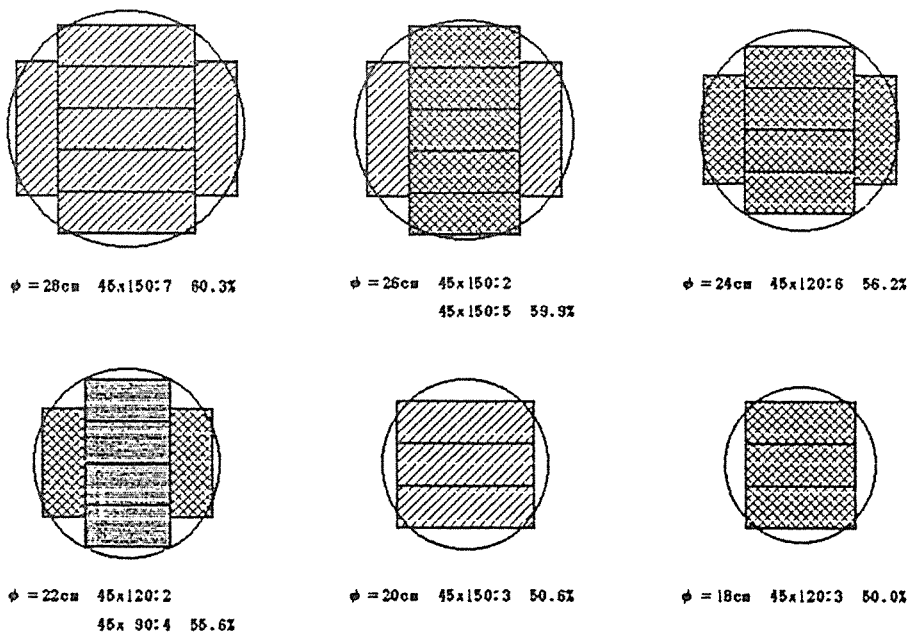 φ=28cm 45x150:7 60.3%
φ=26cm 45x150:2
45x150:5 59.9%
φ=24cm 45x120:6 56.2%
φ=22cm 45x120:2
45x 90:4 55.6%
φ=20cm 45x150:3 50.6%
φ=18cm 45x120:3 50.0%